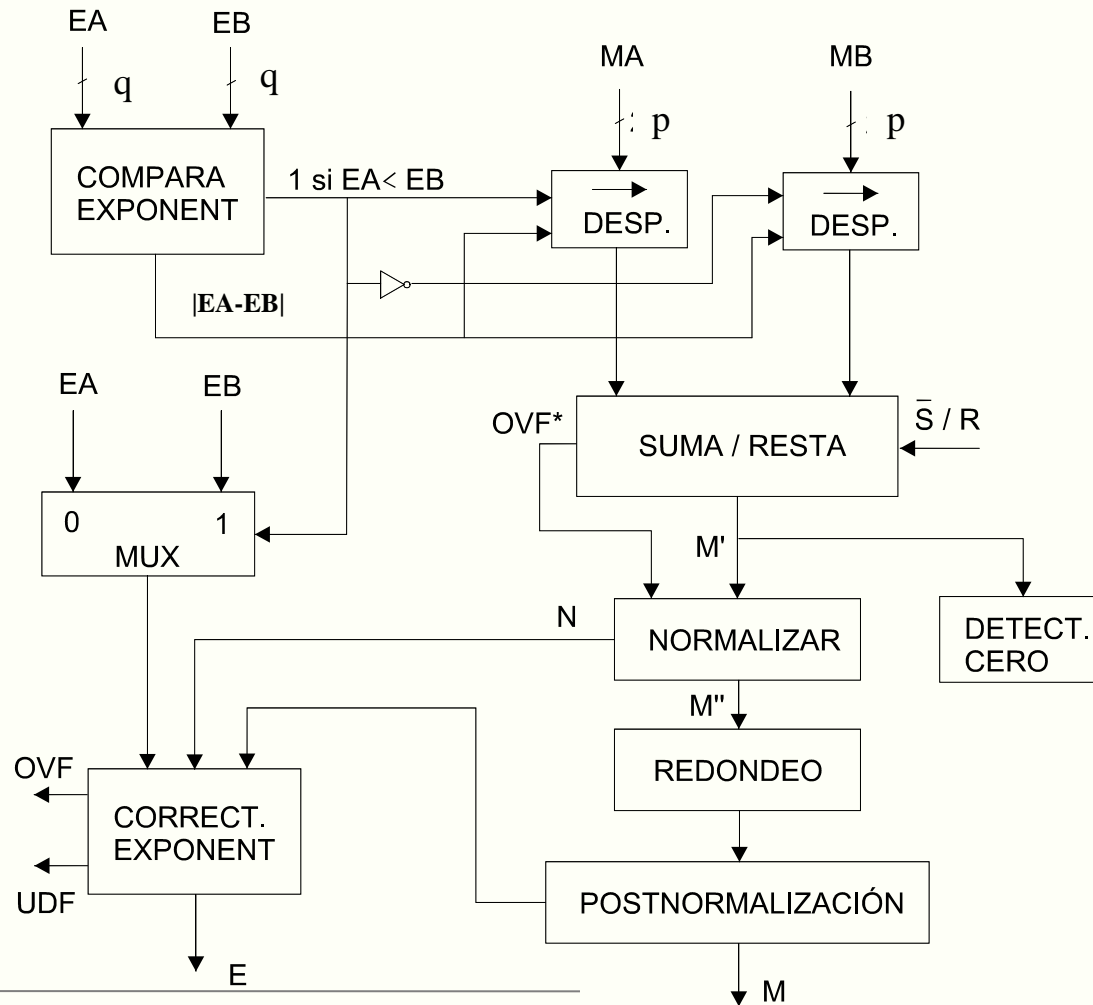 EA
EB
MA
MB
q
q
p
p
COMPARA
EXPONENT
1 si EA< EB
DESP.
DESP.
|EA-EB|
EA
EB
OVF*
SUMA / RESTA
S̅ / R
0
1
MUX
M'
N
NORMALIZAR
DETECT.
CERO
M"
OVF
REDONDEO
CORRECT.
EXPONENT
UDF
POSTNORMALIZACIÓN
E
M